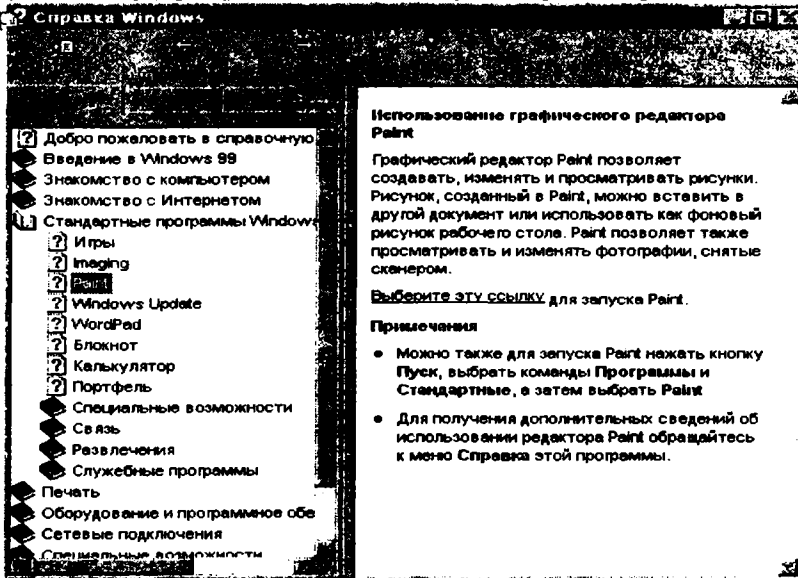 Справка Windows
Добро пожаловать в справочную
Введение в Windows 99
Знакомство с компьютером
Знакомство с Интернетом
Стандартные программы Windows
Игры
Imaging
Paint
Windows Update
WordPad
Блокнот
Калькулятор
Портфель
Специальные возможности
Связь
Развлечения
Служебные программы
Печать
Оборудование и программное обе
Сетевые подключения
Специальные возможности
Использование графического редактора
Paint
Графический редактор Paint позволяет
создавать, изменять и просматривать рисунки.
Рисунок, созданный в Paint, можно вставить в
другой документ или использовать как фоновый
рисунок рабочего стола. Paint позволяет также
просматривать и изменять фотографии, снятые
сканером.
Выберите эту ссылку для запуска Paint.
Примечания
Можно также для запуска Paint нажать кнопку
Пуск, выбрать команды Программы и
Стандартные, а затем выбрать Paint
Для получения дополнительных сведений об
использовании редактора Paint обращайтесь
к меню Справка этой программы.